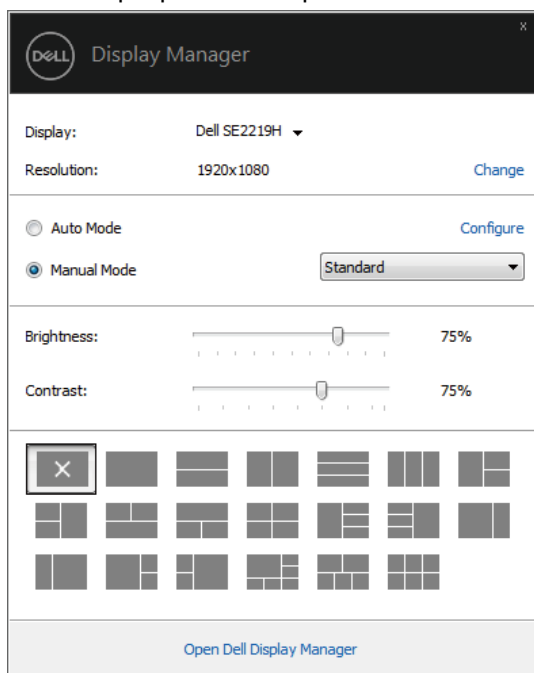 x
DELL Display Manager
Display: Dell SE2219H
Resolution: 1920x1080 Change
Auto Mode Configure
Manual Mode Standard
Brightness: 75%
Contrast: 75%
Open Dell Display Manager